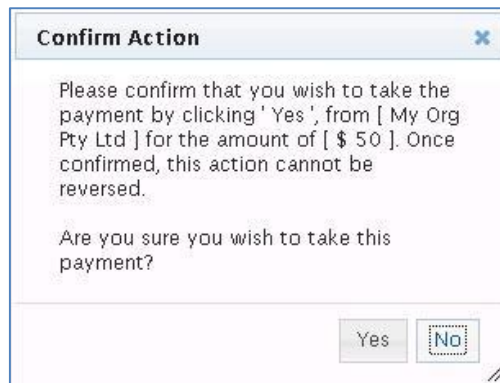 Confirm Action
Please confirm that you wish to take the
payment by clicking ' Yes ', from [ My Org
Pty Ltd ] for the amount of [ $ 50 ]. Once
confirmed, this action cannot be
reversed.
Are you sure you wish to take this
payment?
Yes No